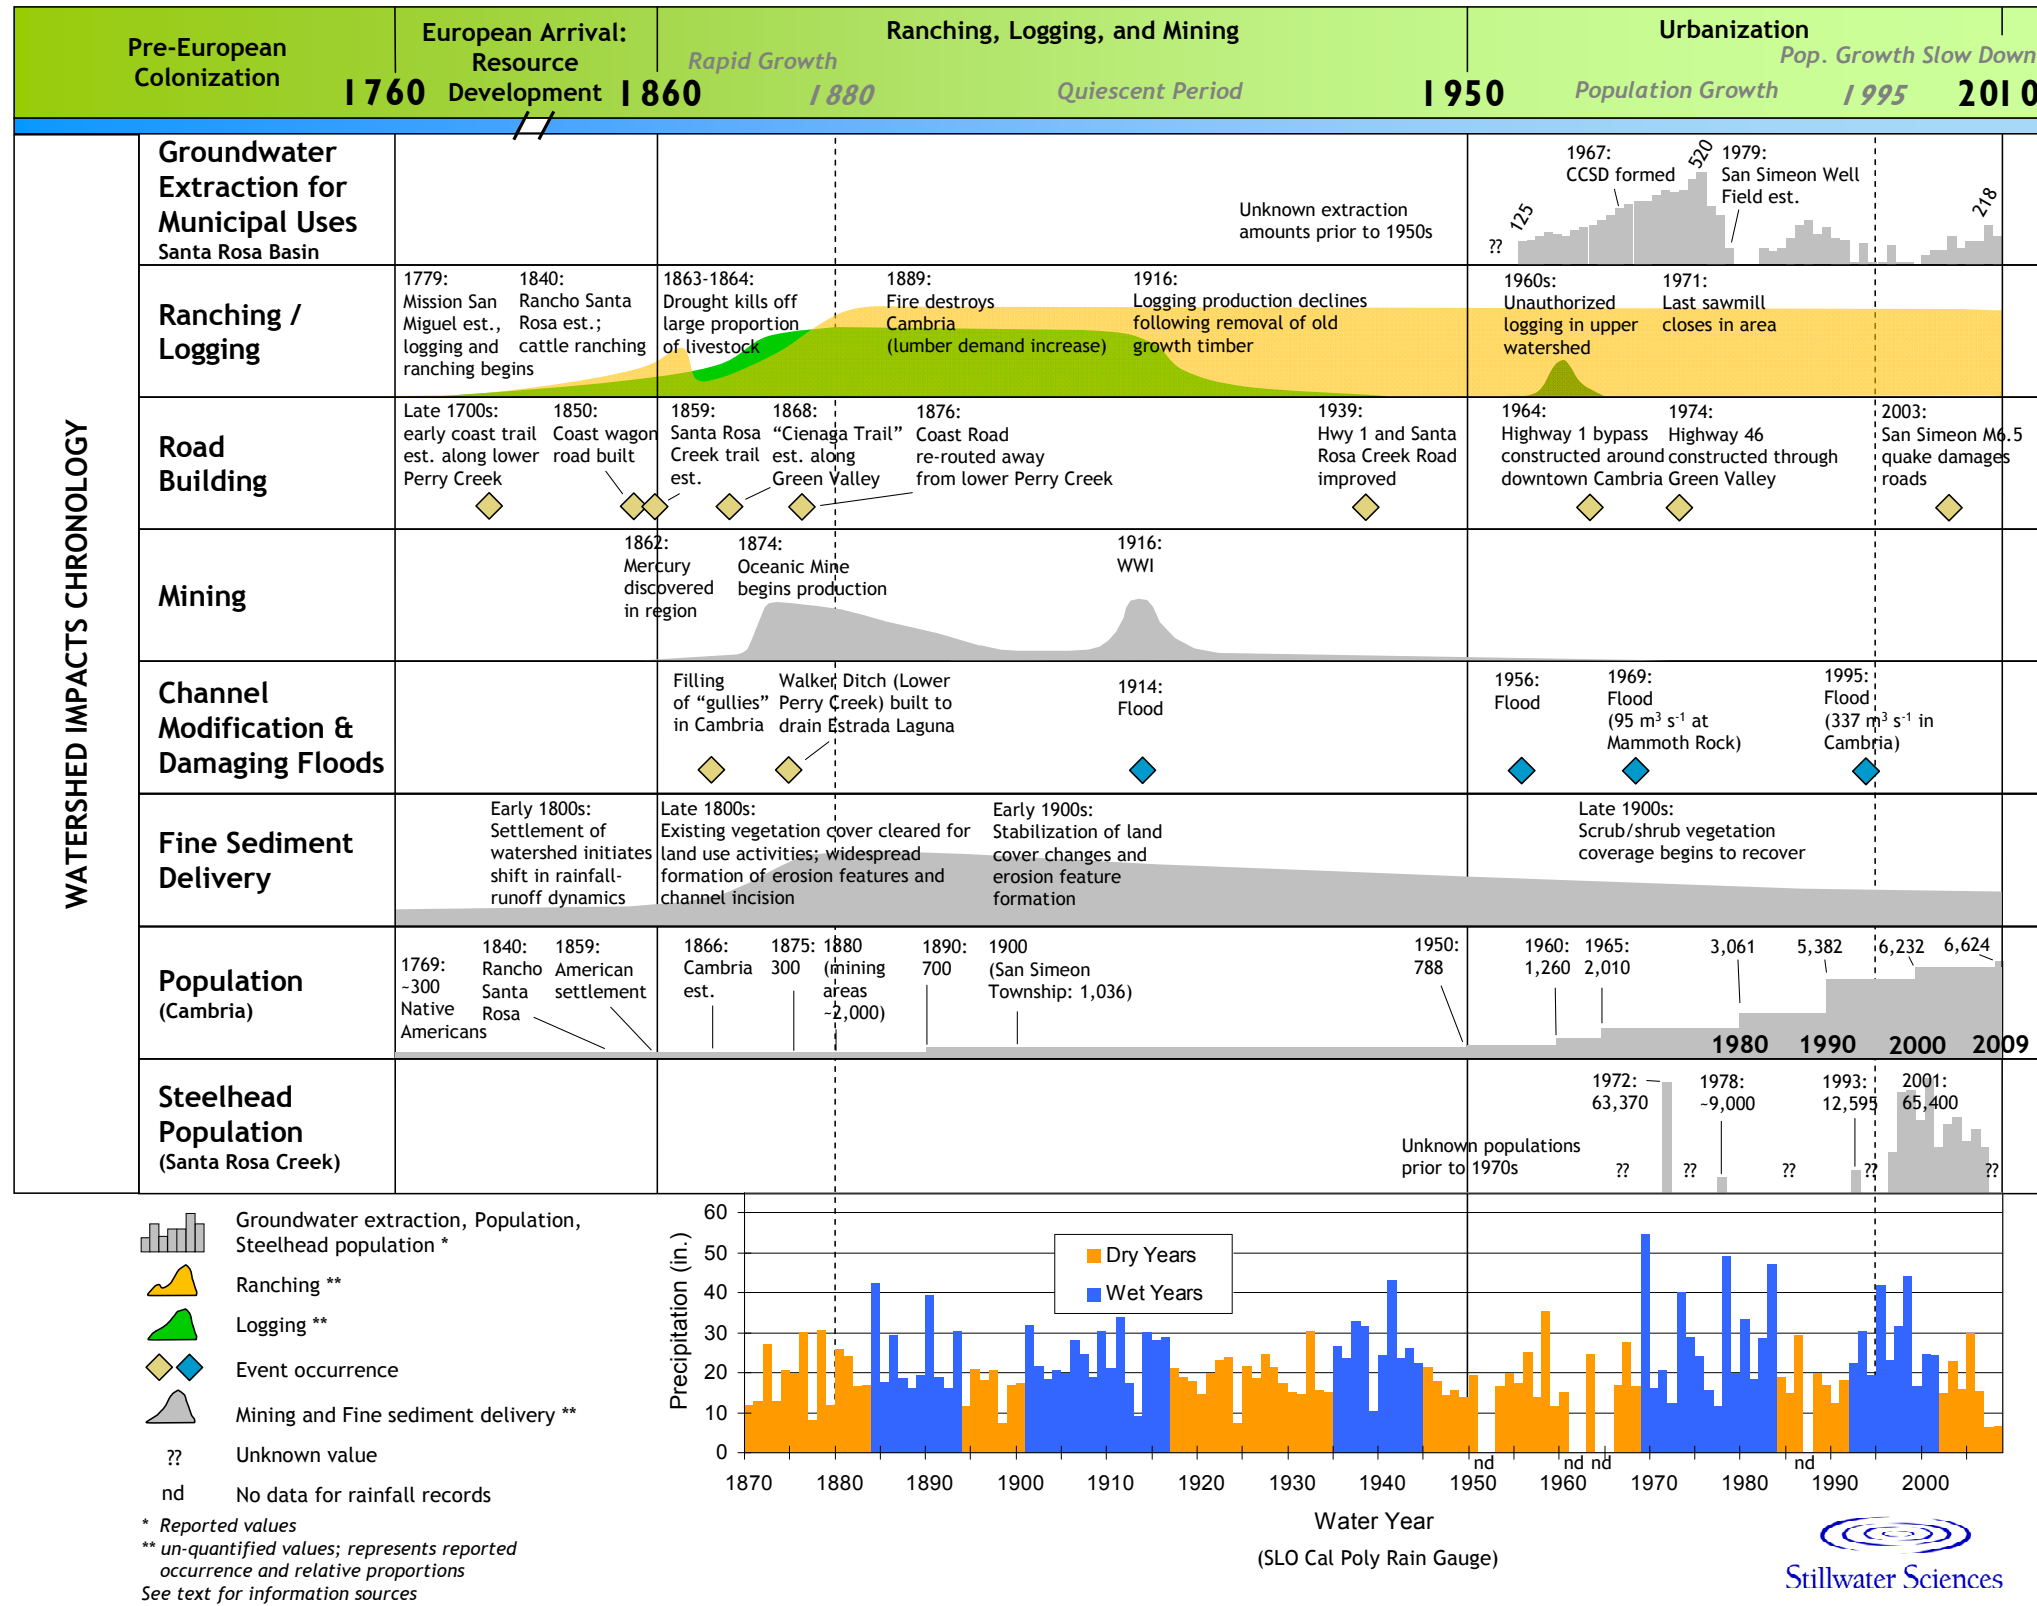 Pre-European
Colonization
1760
European Arrival:
Resource
Development
1860
Ranching, Logging, and Mining
Rapid Growth
1880
Quiescent Period
1950
Urbanization
Pop. Growth Slow Down
Population Growth
1995
2010
WATERSHED IMPACTS CHRONOLOGY
Groundwater
Extraction for
Municipal Uses
Santa Rosa Basin
Unknown extraction
amounts prior to 1950s
??
125
1967:
CCSD formed
520
1979:
San Simeon Well
Field est.
218
Ranching /
Logging
1779:
Mission San
Miguel est.,
logging and
ranching begins
1840:
Rancho Santa
Rosa est.;
cattle ranching
1863-1864:
Drought kills off
large proportion
of livestock
1889:
Fire destroys
Cambria
(lumber demand increase)
1916:
Logging production declines
following removal of old
growth timber
1960s:
Unauthorized
logging in upper
watershed
1971:
Last sawmill
closes in area
Road
Building
Late 1700s:
early coast trail
est. along lower
Perry Creek
1850:
Coast wagon
road built
1859:
Santa Rosa
Creek trail
est.
1868:
“Cienaga Trail”
est. along
Green Valley
1876:
Coast Road
re-routed away
from lower Perry Creek
1939:
Hwy 1 and Santa
Rosa Creek Road
improved
1964:
Highway 1 bypass
constructed around
downtown Cambria
1974:
Highway 46
constructed through
Green Valley
2003:
San Simeon M6.5
quake damages
roads
Mining
1862:
Mercury
discovered
in region
1874:
Oceanic Mine
begins production
1916:
WWI
Channel
Modification &
Damaging Floods
Filling
of “gullies”
in Cambria
Walker Ditch (Lower
Perry Creek) built to
drain Estrada Laguna
1914:
Flood
1956:
Flood
1969:
Flood
(95 m³ s⁻¹ at
Mammoth Rock)
1995:
Flood
(337 m³ s⁻¹ in
Cambria)
Fine Sediment
Delivery
Early 1800s:
Settlement of
watershed initiates
shift in rainfall-
runoff dynamics
Late 1800s:
Existing vegetation cover cleared for
land use activities; widespread
formation of erosion features and
channel incision
Early 1900s:
Stabilization of land
cover changes and
erosion feature
formation
Late 1900s:
Scrub/shrub vegetation
coverage begins to recover
Population
(Cambria)
1769:
~300
Native
Americans
1840:
Rancho
Santa
Rosa
1859:
American
settlement
1866:
Cambria
est.
1875:
300
1880
(mining
areas
~2,000)
1890:
700
1900
(San Simeon
Township: 1,036)
1950:
788
1960:
1,260
1965:
2,010
3,061
5,382
6,232
6,624
1980
1990
2000
2009
Steelhead
Population
(Santa Rosa Creek)
Unknown populations
prior to 1970s
??
1972:
63,370
??
1978:
~9,000
??
1993:
12,595
??
2001:
65,400
??
Groundwater extraction, Population,
Steelhead population *
Ranching **
Logging **
Event occurrence
Mining and Fine sediment delivery **
?? Unknown value
nd No data for rainfall records
* Reported values
** un-quantified values; represents reported
occurrence and relative proportions
See text for information sources
Precipitation (in.)
60
50
40
30
20
10
0
Dry Years
Wet Years
nd
nd
nd
nd
1870
1880
1890
1900
1910
1920
1930
1940
1950
1960
1970
1980
1990
2000
Water Year
(SLO Cal Poly Rain Gauge)
Stillwater Sciences